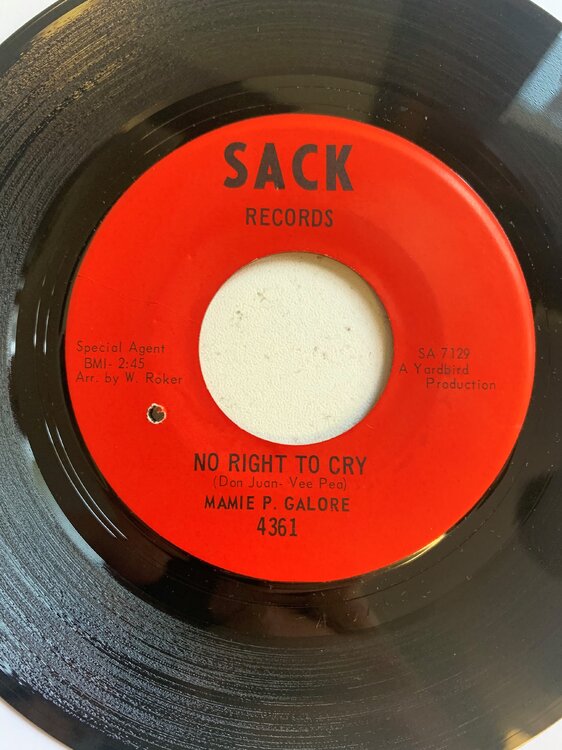 SACK
RECORDS
Special Agent
BMI- 2:45
Arr. by W. Roker
SA 7129
A Yardbird
Production
NO RIGHT TO CRY
(Don Juan- Vee Pea)
MAMIE P. GALORE
4361